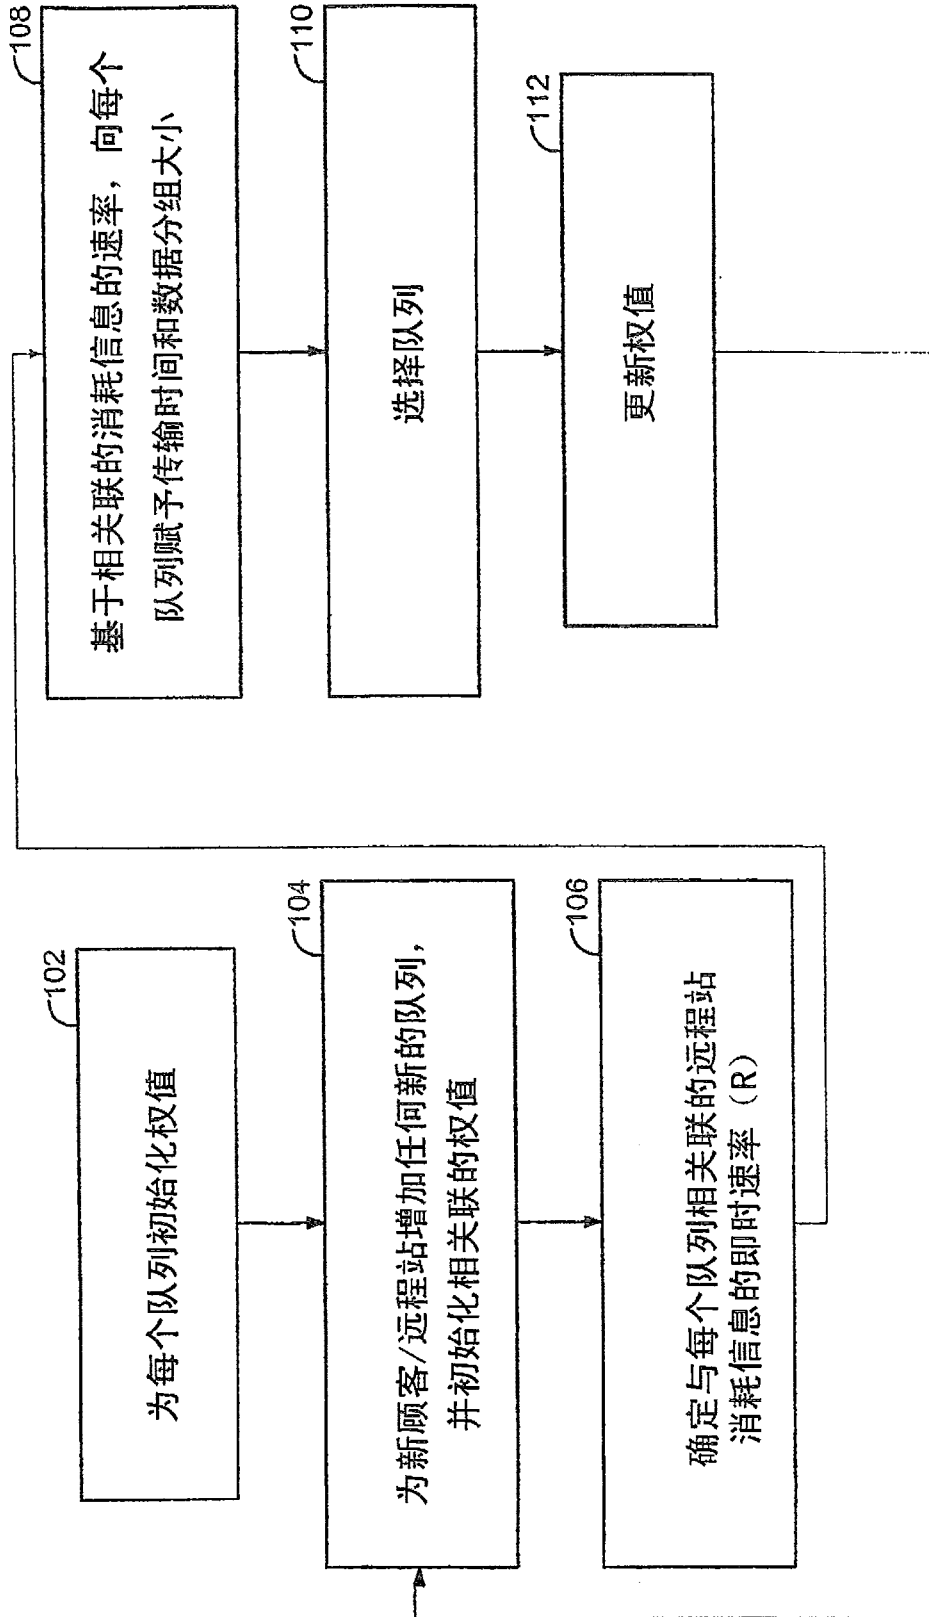 102
为每个队列初始化权值
104
为新顾客/远程站增加任何新的队列，
并初始化相关联的权值
106
确定与每个队列相关联的远程站
消耗信息的即时速率（R）
108
基于相关联的消耗信息的速率，向每个
队列赋予传输时间和数据分组大小
110
选择队列
112
更新权值